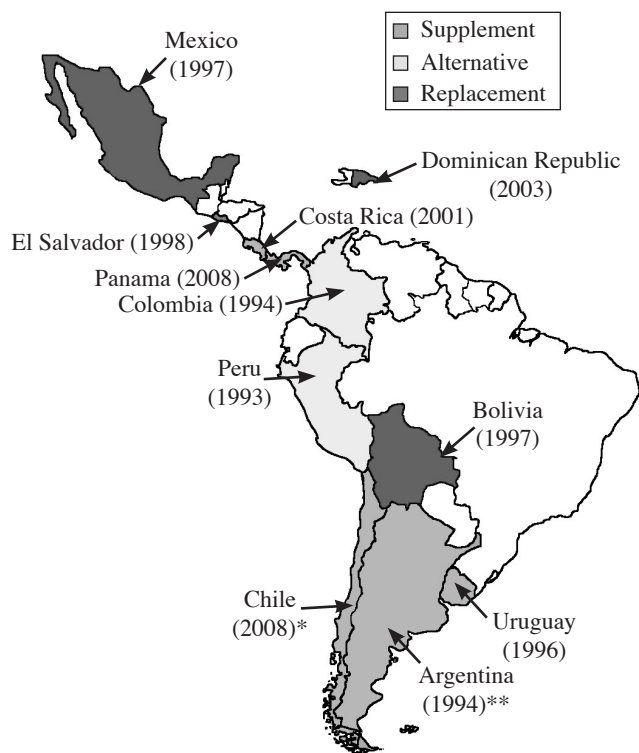 Mexico
(1997)
Supplement
Alternative
Replacement
Dominican Republic
(2003)
Costa Rica (2001)
El Salvador (1998)
Panama (2008)
Colombia (1994)
Peru
(1993)
Bolivia
(1997)
Chile
(2008)*
Uruguay
(1996)
Argentina
(1994)**